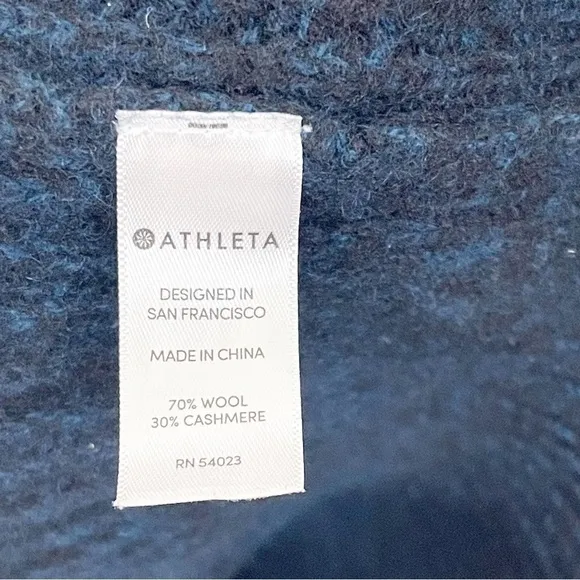 ATHLETA
DESIGNED IN
SAN FRANCISCO
MADE IN CHINA
70% WOOL
30% CASHMERE
RN 54023